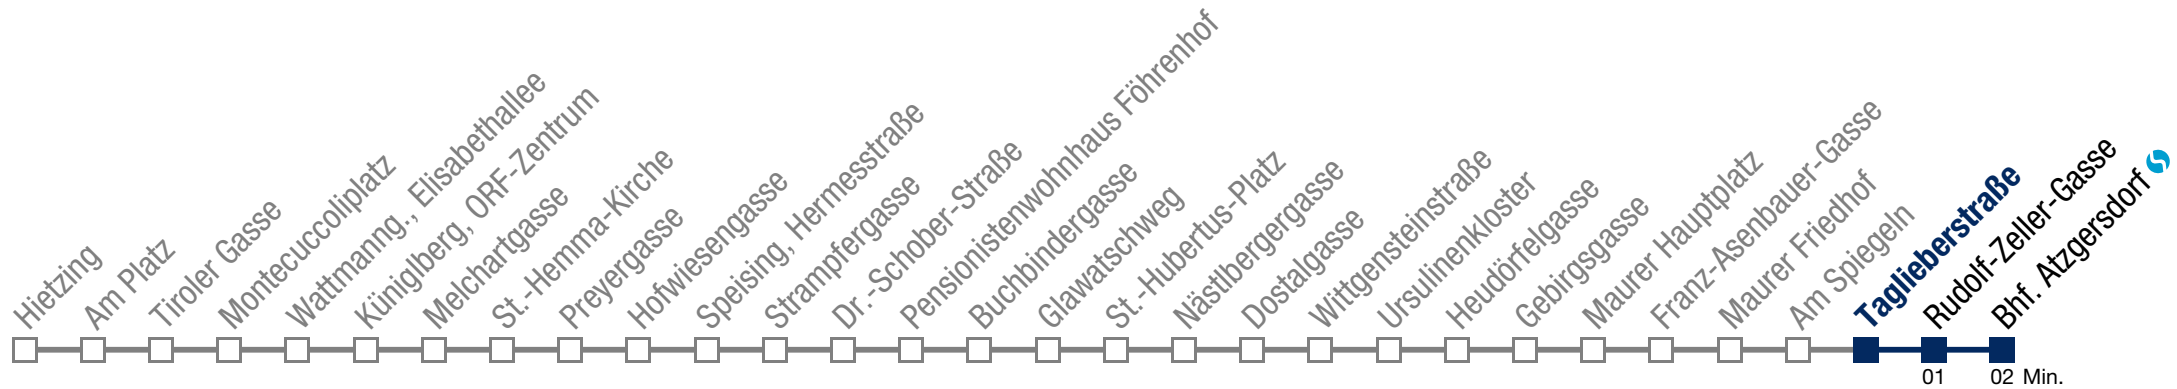 Hietzing
Am Platz
Tiroler Gasse
Montecuccoliplatz
Wattmanng., Elisabethallee
Küniglberg, ORF-Zentrum
Melchartgasse
St.-Hemma-Kirche
Preyergasse
Hofwiesengasse
Speising, Hermesstraße
Strampfergasse
Dr.-Schober-Straße
Pensionistenwohnhaus Föhrenhof
Buchbindergasse
Glawatschweg
St.-Hubertus-Platz
Nästlbergergasse
Dostalgasse
Wittgensteinstraße
Ursulinenkloster
Heudörfelgasse
Gebirgsgasse
Maurer Hauptplatz
Franz-Asenbauer-Gasse
Maurer Friedhof
Am Spiegeln
Taglieberstraße
Rudolf-Zeller-Gasse
Bhf. Atzgersdorf
01
02 Min.